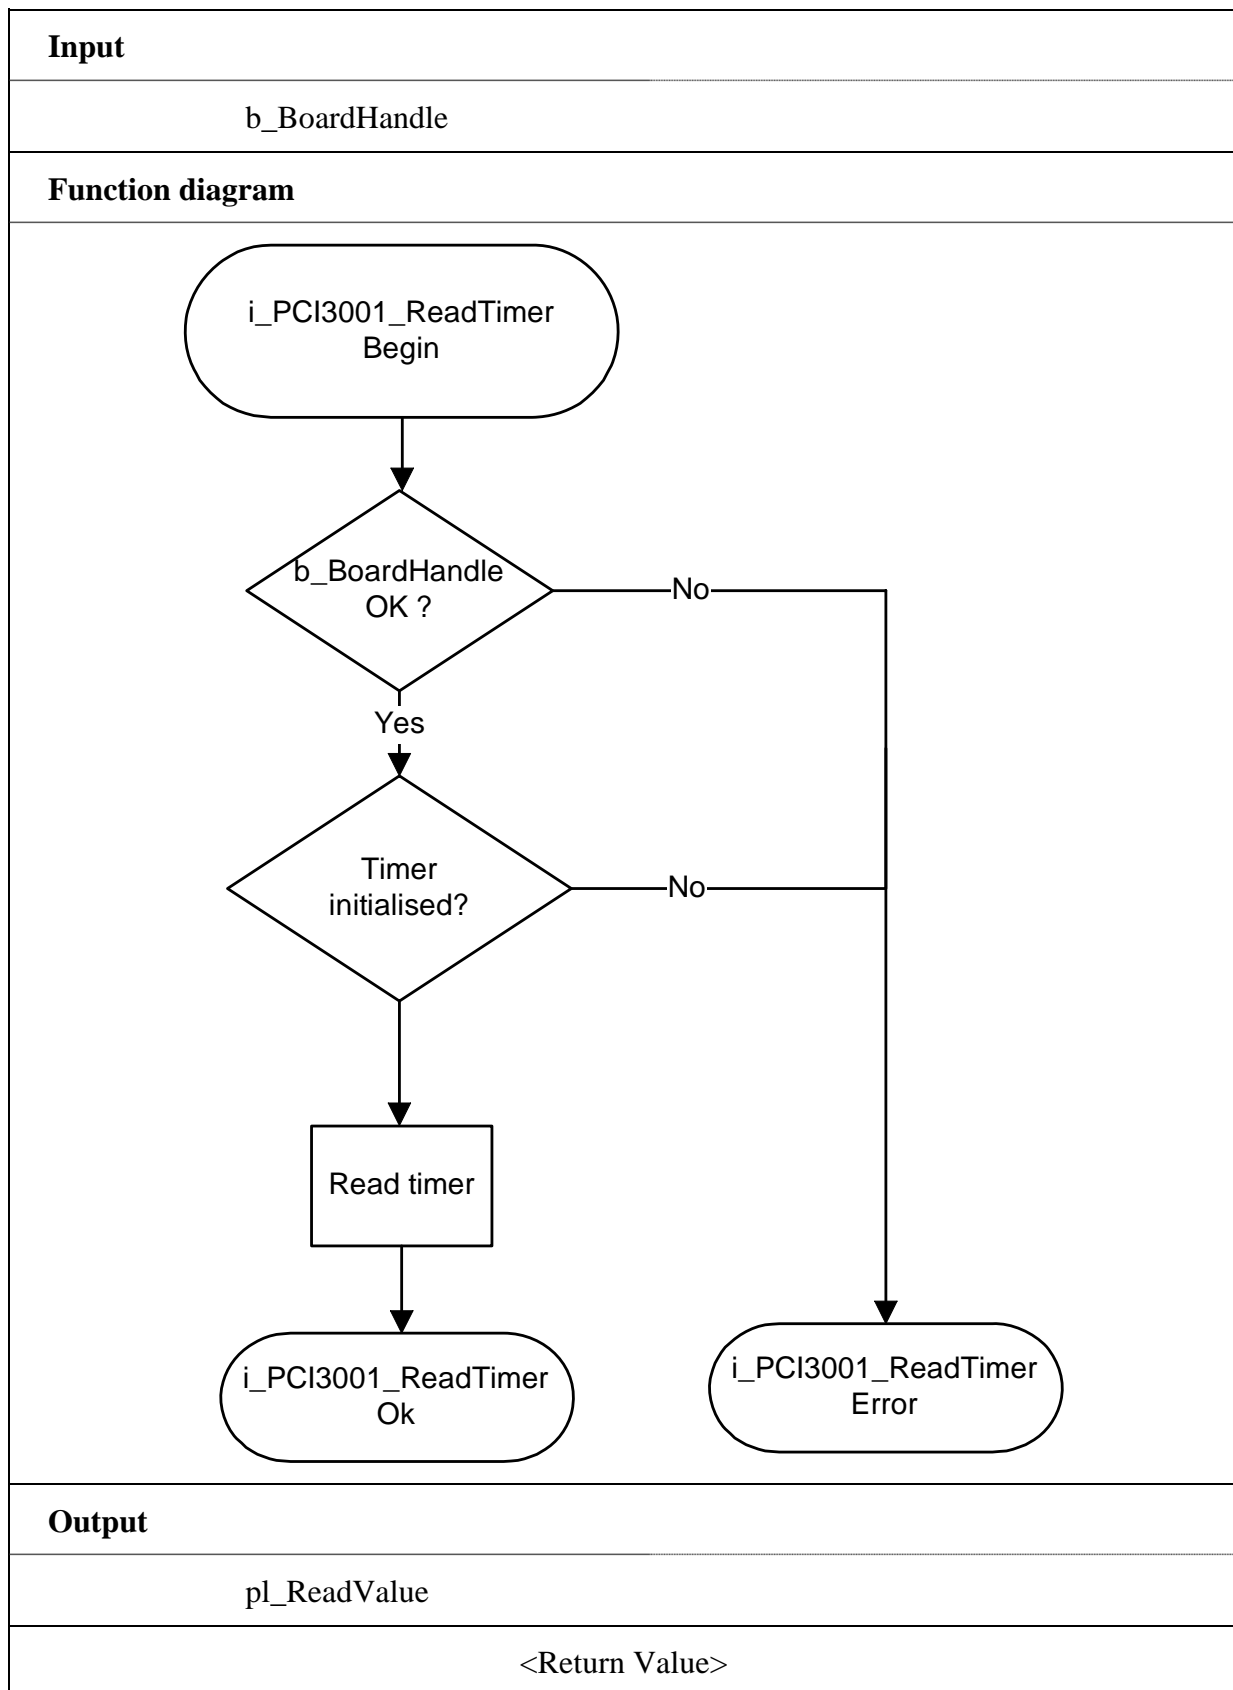 Input
b_BoardHandle
Function diagram
i_PCI3001_ReadTimer
Begin
b_BoardHandle
OK ?
No
Yes
Timer
initialised?
No
Read timer
i_PCI3001_ReadTimer
Ok
i_PCI3001_ReadTimer
Error
Output
pl_ReadValue
<Return Value>